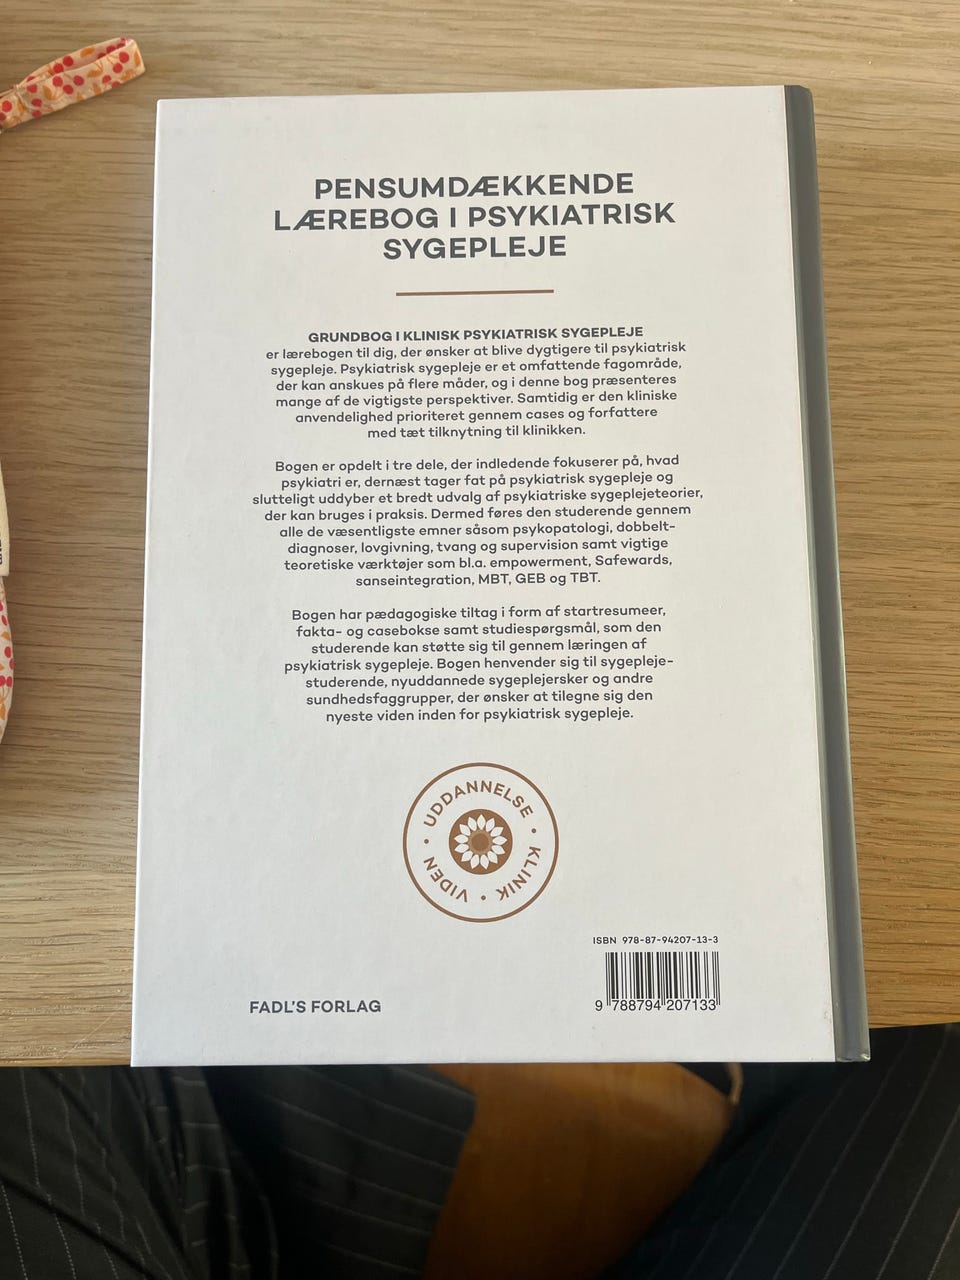 PENSUMDÆKKENDE
LÆREBOG I PSYKIATRISK
SYGEPLEJE
GRUNDBOG I KLINISK PSYKIATRISK SYGEPLEJE
er lærebogen til dig, der ønsker at blive dygtigere til psykiatrisk
sygepleje. Psykiatrisk sygepleje er et omfattende fagområde,
der kan anskues på flere måder, og i denne bog præsenteres
mange af de vigtigste perspektiver. Samtidig er den kliniske
anvendelighed prioriteret gennem cases og forfattere
med tæt tilknytning til klinikken.
Bogen er opdelt i tre dele, der indledende fokuserer på, hvad
psykiatri er, dernæst tager fat på psykiatrisk sygepleje og
slutteligt uddyber et bredt udvalg af psykiatriske sygeplejeteorier,
der kan bruges i praksis. Dermed føres den studerende gennem
alle de væsentligste emner såsom psykopatologi, dobbelt-
diagnoser, lovgivning, tvang og supervision samt vigtige
teoretiske værktøjer som bl.a. empowerment, Safewards,
sanseintegration, MBT, GEB og TBT.
Bogen har pædagogiske tiltag i form af startresumeer,
fakta- og casebokse samt studiespørgsmål, som den
studerende kan støtte sig til gennem læringen af
psykiatrisk sygepleje. Bogen henvender sig til sygepleje-
studerende, nyuddannede sygeplejersker og andre
sundhedsfaggrupper, der ønsker at tilegne sig den
nyeste viden inden for psykiatrisk sygepleje.
UDDANNELSE • KLINIK • VIDEN •
ISBN 978-87-94207-13-3
9 788794 207133
FADL'S FORLAG